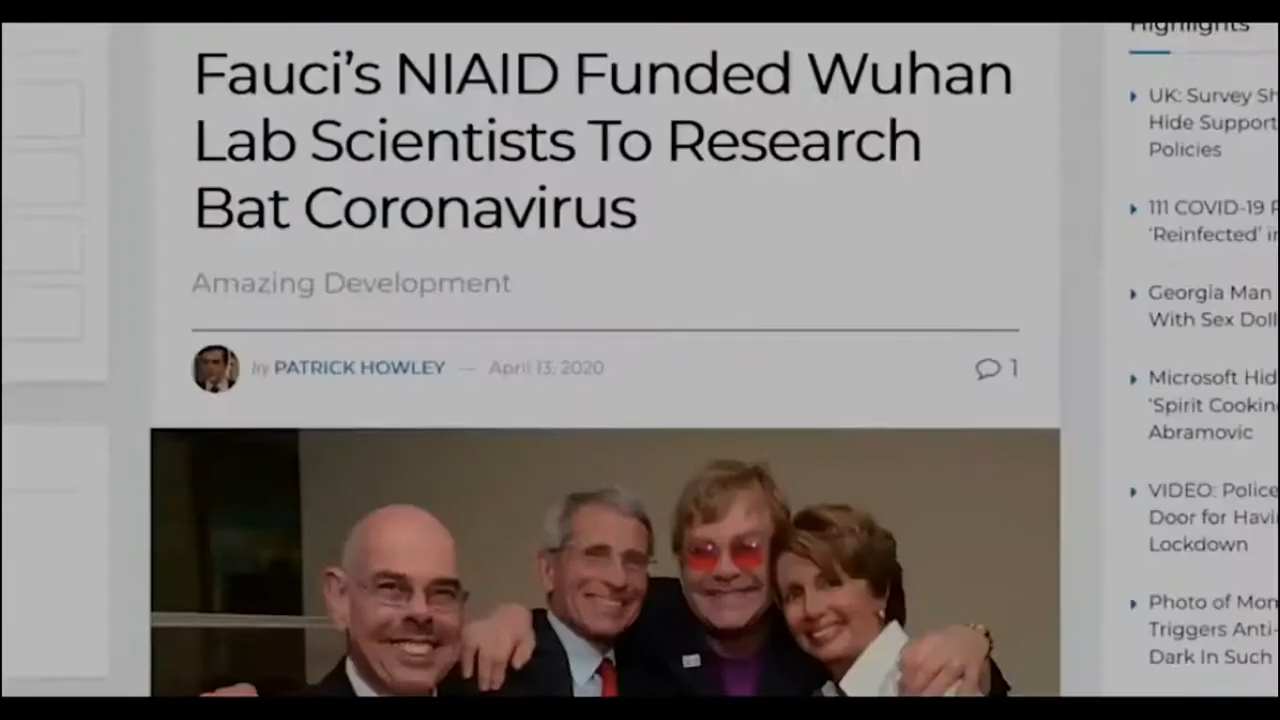 Highlights
Fauci's NIAID Funded Wuhan
Lab Scientists To Research
Bat Coronavirus
Amazing Development
by PATRICK HOWLEY — April 13, 2020
1
UK: Survey Sh
Hide Support
Policies
111 COVID-19 P
'Reinfected' in
Georgia Man
With Sex Doll
Microsoft Hid
'Spirit Cookin
Abramovic
VIDEO: Police
Door for Havi
Lockdown
Photo of Mon
Triggers Anti-
Dark In Such